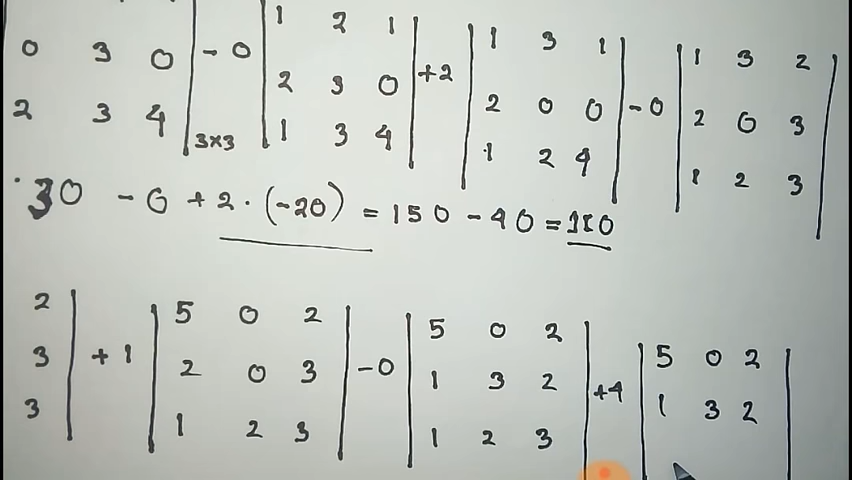 1 2 1 1 3 1 1 3 2
0 3 0 - 0 2 3 0 +2 2 0 0 - 0 2 0 3
2 3 4 3×3 1 3 4 1 2 4 1 2 3
·30 - 0 + 2 · (-20) = 150 - 40 = 110
2 5 0 2 5 0 2 5 0 2
3 + 1 2 0 3 - 0 1 3 2 +4 1 3 2
3 1 2 3 1 2 3